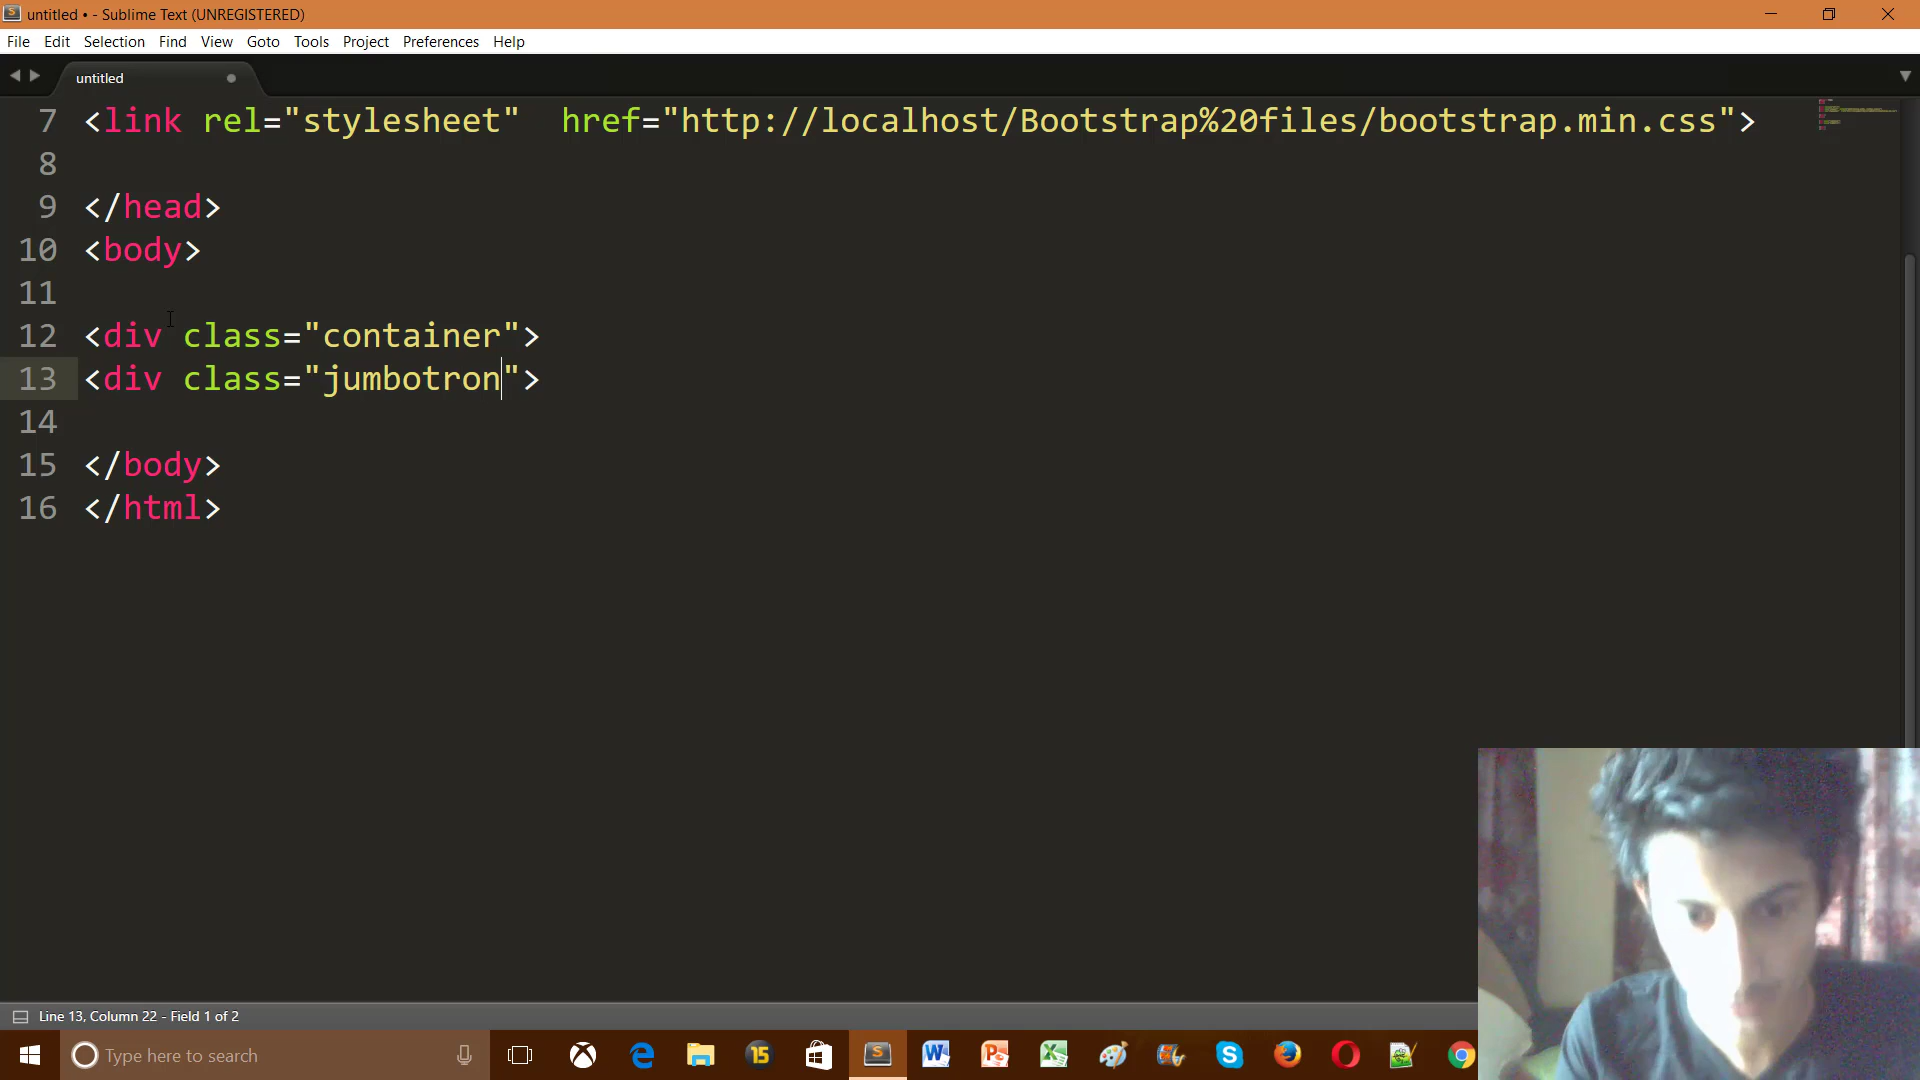 untitled • - Sublime Text (UNREGISTERED)
File Edit Selection Find View Goto Tools Project Preferences Help
untitled
7 <link rel="stylesheet"  href="http://localhost/Bootstrap%20files/bootstrap.min.css">
8
9 </head>
10 <body>
11
12 <div class="container">
13 <div class="jumbotron">
14
15 </body>
16 </html>
Line 13, Column 22 - Field 1 of 2
Type here to search
15